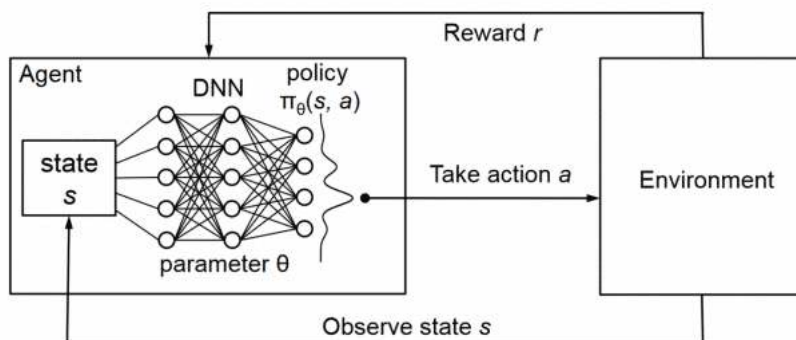 Reward r
Agent
DNN
policy
πθ(s, a)
state
s
Take action a
Environment
parameter θ
Observe state s